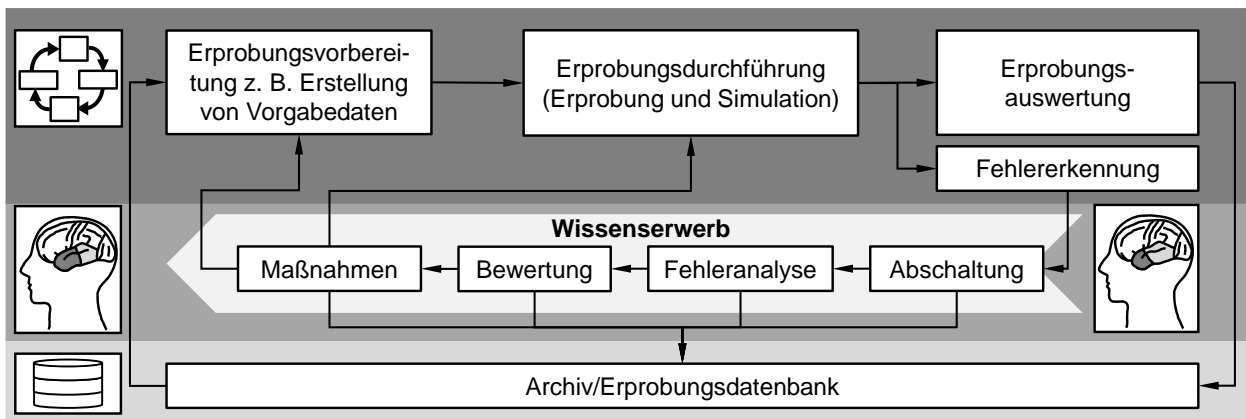 Erprobungsvorberei-
tung z. B. Erstellung
von Vorgabedaten
Erprobungsdurchführung
(Erprobung und Simulation)
Erprobungs-
auswertung
Fehlererkennung
Wissenserwerb
Maßnahmen
Bewertung
Fehleranalyse
Abschaltung
Archiv/Erprobungsdatenbank